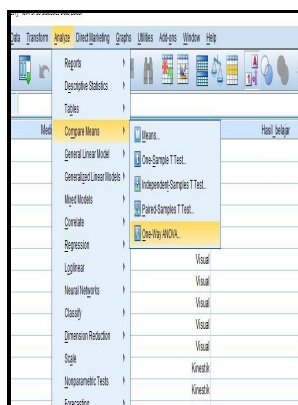 Data Transform Analyze Direct Marketing Graphs Utilities Add-ons Window Help
Reports
Descriptive Statistics
Tables
Compare Means
General Linear Model
Generalized Linear Models
Mixed Models
Correlate
Regression
Loglinear
Neural Networks
Classify
Dimension Reduction
Scale
Nonparametric Tests
Forecasting
Means...
One-Sample T Test...
Independent-Samples T Test...
Paired-Samples T Test...
One-Way ANOVA...
Medi
Hasil_belajar
Visual
Visual
Visual
Visual
Visual
Kinestik
Kinestik